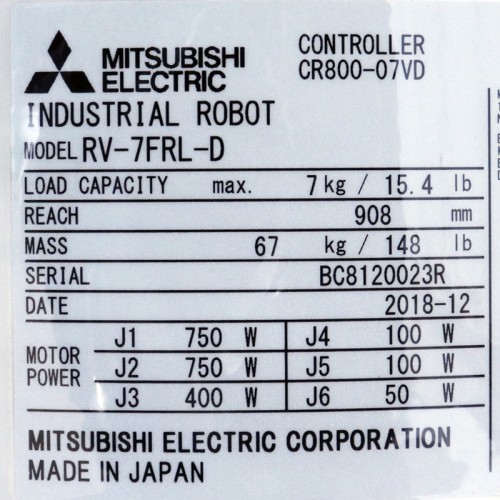 MITSUBISHI
ELECTRIC
CONTROLLER
CR800-07VD
INDUSTRIAL ROBOT
MODEL RV-7FRL-D
LOAD CAPACITY max. 7 kg / 15.4 lb
REACH 908 mm
MASS 67 kg / 148 lb
SERIAL BC8120023R
DATE 2018-12
MOTOR POWER
J1 750 W J4 100 W
J2 750 W J5 100 W
J3 400 W J6 50 W
MITSUBISHI ELECTRIC CORPORATION
MADE IN JAPAN